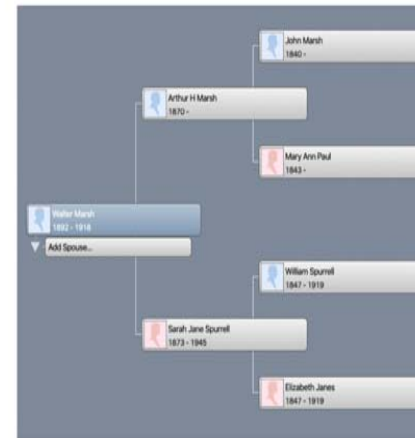 John Marsh
1840 -
Arthur H Marsh
1870 -
Mary Ann Paul
1843 -
Walter Marsh
1892 - 1916
Add Spouse...
William Spurrell
1847 - 1919
Sarah Jane Spurrell
1873 - 1945
Elizabeth Janes
1847 - 1919